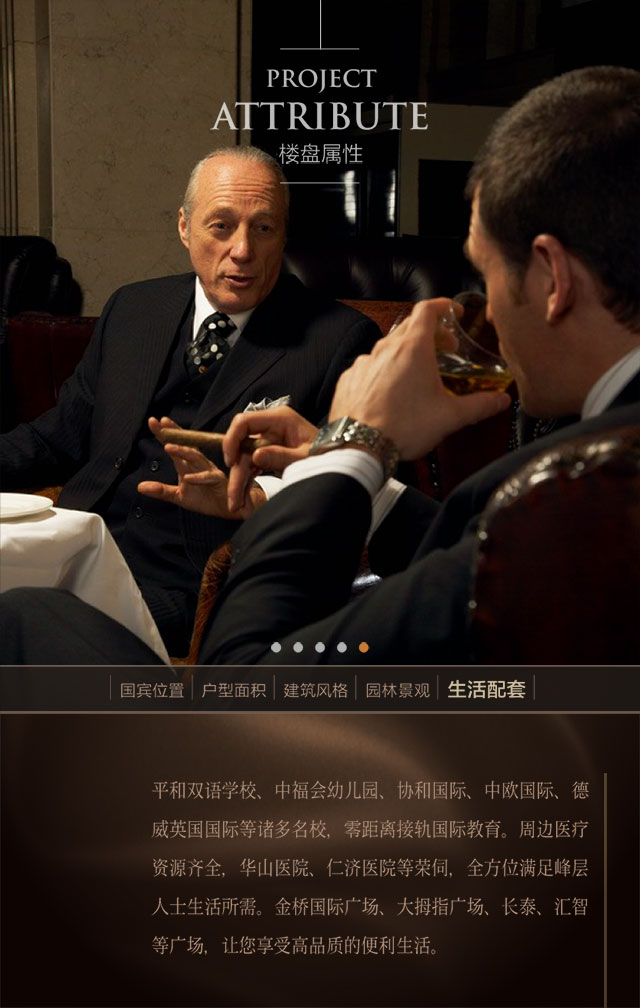 PROJECT
ATTRIBUTE
楼盘属性
国宾位置 户型面积 建筑风格 园林景观 生活配套
平和双语学校、中福会幼儿园、协和国际、中欧国际、德
威英国国际等诸多名校，零距离接轨国际教育。周边医疗
资源齐全，华山医院、仁济医院等荣伺，全方位满足峰层
人士生活所需。金桥国际广场、大拇指广场、长泰、汇智
等广场，让您享受高品质的便利生活。